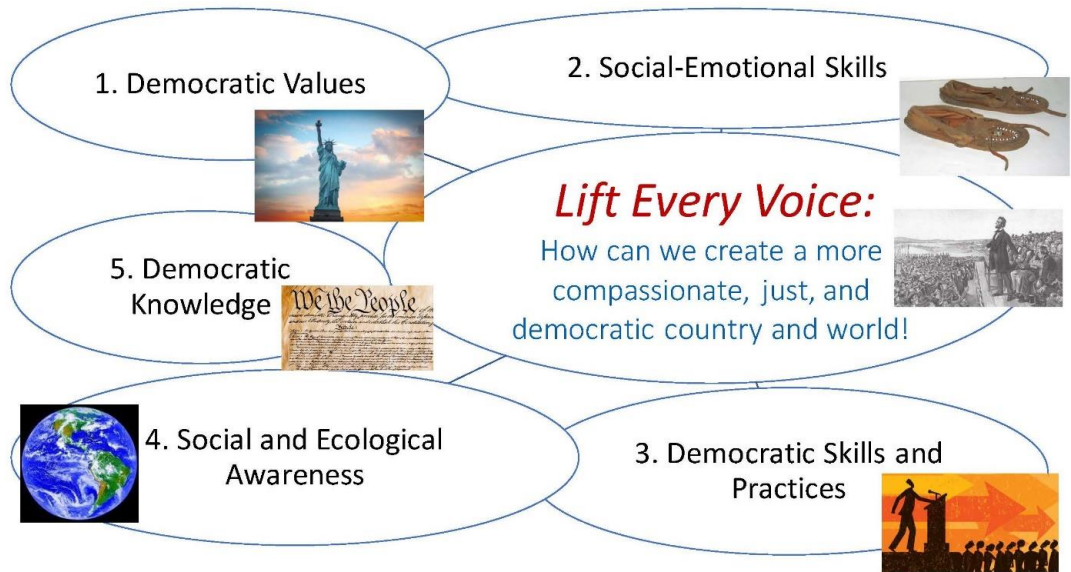 1. Democratic Values
2. Social-Emotional Skills
Lift Every Voice:
How can we create a more
compassionate, just, and
democratic country and world!
5. Democratic
Knowledge
We the People
4. Social and Ecological
Awareness
3. Democratic Skills and
Practices